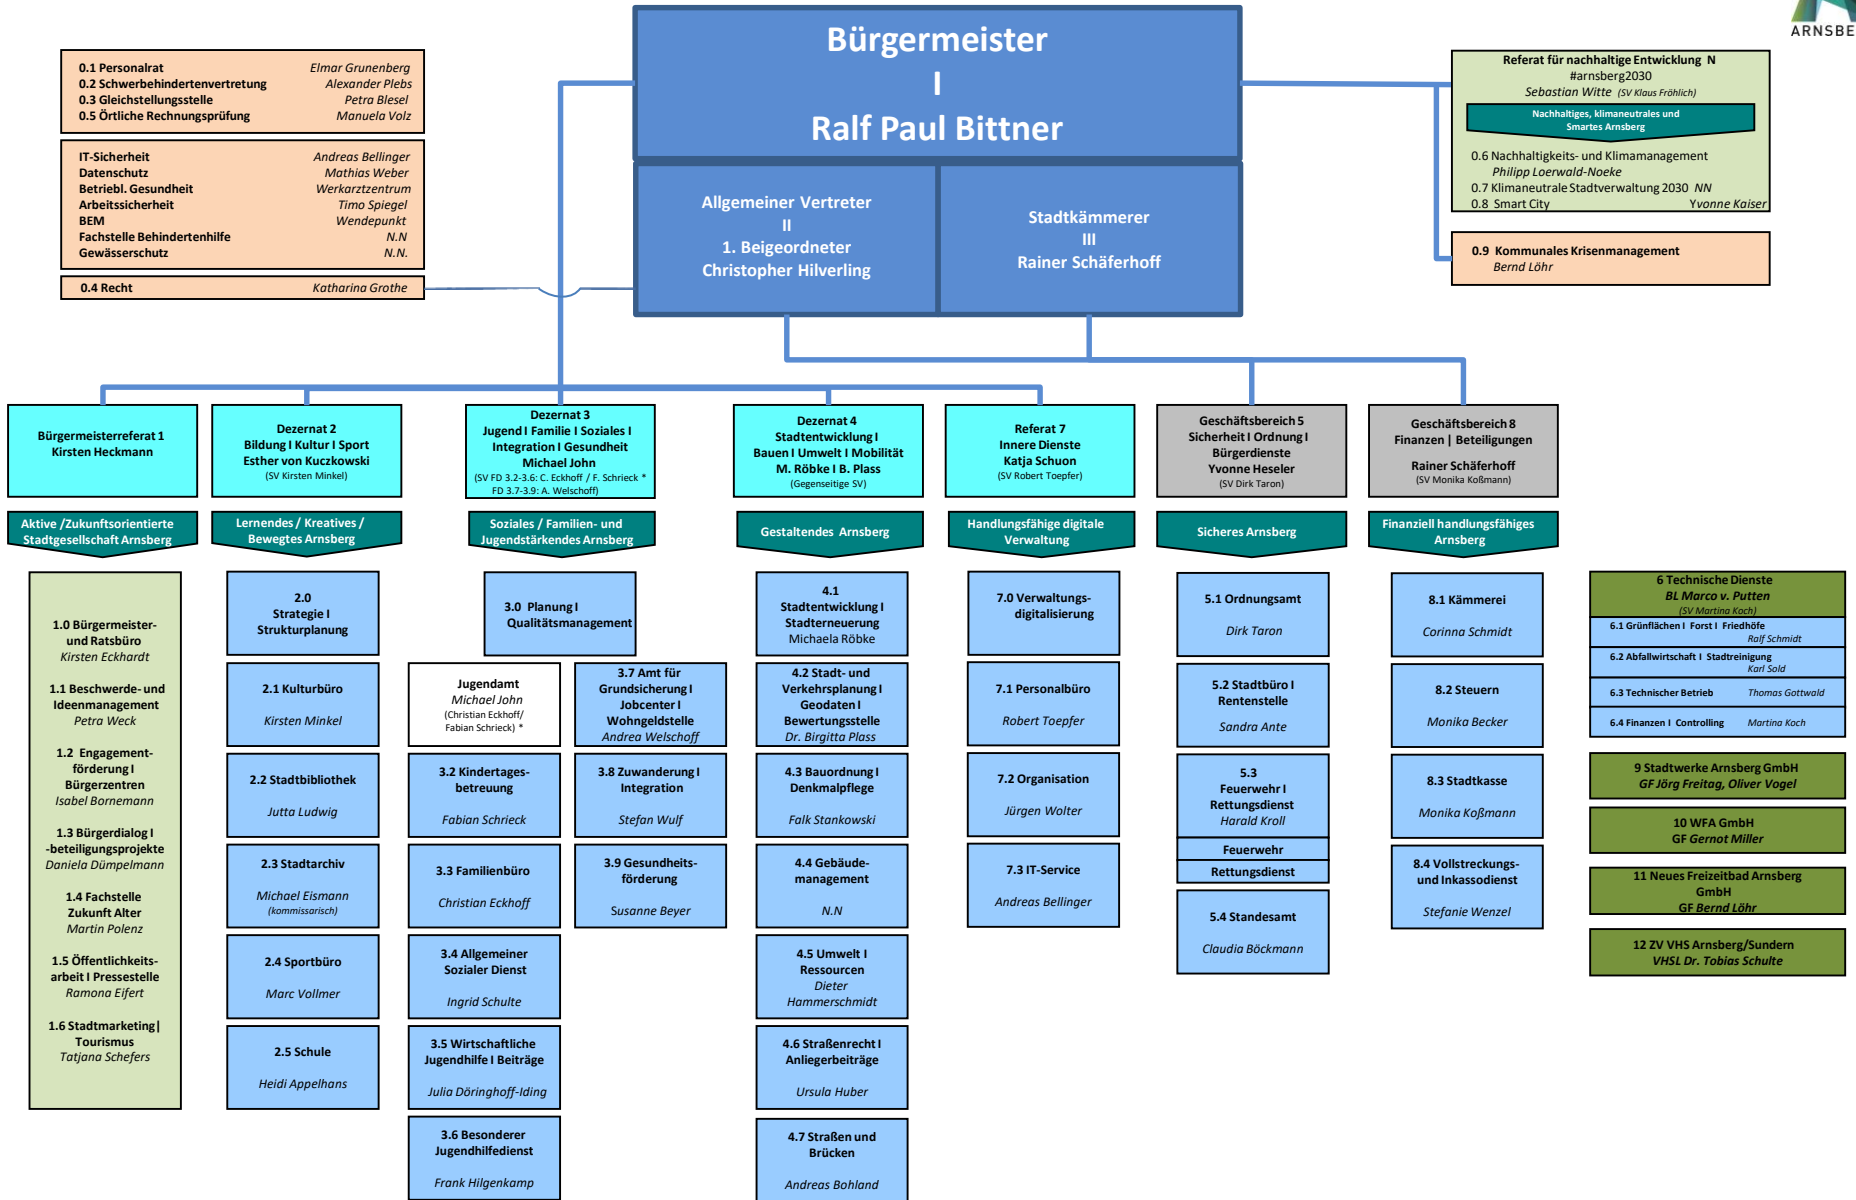 Bürgermeister
I
Ralf Paul Bittner
Allgemeiner Vertreter
II
1. Beigeordneter
Christopher Hilverling
Stadtkämmerer
III
Rainer Schäferhoff
ARNSBE
0.1 Personalrat Elmar Grunenberg
0.2 Schwerbehindertenvertretung Alexander Plebs
0.3 Gleichstellungsstelle Petra Blesel
0.5 Örtliche Rechnungsprüfung Manuela Volz
IT-Sicherheit Andreas Bellinger
Datenschutz Mathias Weber
Betriebl. Gesundheit Werkarztzentrum
Arbeitssicherheit Timo Spiegel
BEM Wendepunkt
Fachstelle Behindertenhilfe N.N
Gewässerschutz N.N.
0.4 Recht Katharina Grothe
Referat für nachhaltige Entwicklung N
#arnsberg2030
Sebastian Witte (SV Klaus Fröhlich)
Nachhaltiges, klimaneutrales und
Smartes Arnsberg
0.6 Nachhaltigkeits- und Klimamanagement
Philipp Loerwald-Noeke
0.7 Klimaneutrale Stadtverwaltung 2030 NN
0.8 Smart City Yvonne Kaiser
0.9 Kommunales Krisenmanagement
Bernd Löhr
Bürgermeisterreferat 1
Kirsten Heckmann
Aktive /Zukunftsorientierte
Stadtgesellschaft Arnsberg
1.0 Bürgermeister-
und Ratsbüro
Kirsten Eckhardt
1.1 Beschwerde- und
Ideenmanagement
Petra Weck
1.2 Engagement-
förderung I
Bürgerzentren
Isabel Bornemann
1.3 Bürgerdialog I
-beteiligungsprojekte
Daniela Dümpelmann
1.4 Fachstelle
Zukunft Alter
Martin Polenz
1.5 Öffentlichkeits-
arbeit I Pressestelle
Ramona Eifert
1.6 Stadtmarketing|
Tourismus
Tatjana Schefers
Dezernat 2
Bildung I Kultur I Sport
Esther von Kuczkowski
(SV Kirsten Minkel)
Lernendes / Kreatives /
Bewegtes Arnsberg
2.0
Strategie I
Strukturplanung
2.1 Kulturbüro
Kirsten Minkel
2.2 Stadtbibliothek
Jutta Ludwig
2.3 Stadtarchiv
Michael Eismann
(kommissarisch)
2.4 Sportbüro
Marc Vollmer
2.5 Schule
Heidi Appelhans
Dezernat 3
Jugend I Familie I Soziales I
Integration I Gesundheit
Michael John
(SV FD 3.2-3.6: C. Eckhoff / F. Schrieck *
FD 3.7-3.9: A. Welschoff)
Soziales / Familien- und
Jugendstärkendes Arnsberg
3.0 Planung I
Qualitätsmanagement
Jugendamt
Michael John
(Christian Eckhoff/
Fabian Schrieck) *
3.2 Kindertages-
betreuung
Fabian Schrieck
3.3 Familienbüro
Christian Eckhoff
3.4 Allgemeiner
Sozialer Dienst
Ingrid Schulte
3.5 Wirtschaftliche
Jugendhilfe I Beiträge
Julia Döringhoff-Iding
3.6 Besonderer
Jugendhilfedienst
Frank Hilgenkamp
3.7 Amt für
Grundsicherung I
Jobcenter I
Wohngeldstelle
Andrea Welschoff
3.8 Zuwanderung I
Integration
Stefan Wulf
3.9 Gesundheits-
förderung
Susanne Beyer
Dezernat 4
Stadtentwicklung I
Bauen I Umwelt I Mobilität
M. Röbke I B. Plass
(Gegenseitige SV)
Gestaltendes Arnsberg
4.1
Stadtentwicklung I
Stadterneuerung
Michaela Röbke
4.2 Stadt- und
Verkehrsplanung I
Geodaten I
Bewertungsstelle
Dr. Birgitta Plass
4.3 Bauordnung I
Denkmalpflege
Falk Stankowski
4.4 Gebäude-
management
N.N
4.5 Umwelt I
Ressourcen
Dieter
Hammerschmidt
4.6 Straßenrecht I
Anliegerbeiträge
Ursula Huber
4.7 Straßen und
Brücken
Andreas Bohland
Referat 7
Innere Dienste
Katja Schuon
(SV Robert Toepfer)
Handlungsfähige digitale
Verwaltung
7.0 Verwaltungs-
digitalisierung
7.1 Personalbüro
Robert Toepfer
7.2 Organisation
Jürgen Wolter
7.3 IT-Service
Andreas Bellinger
Geschäftsbereich 5
Sicherheit I Ordnung I
Bürgerdienste
Yvonne Heseler
(SV Dirk Taron)
Sicheres Arnsberg
5.1 Ordnungsamt
Dirk Taron
5.2 Stadtbüro I
Rentenstelle
Sandra Ante
5.3
Feuerwehr I
Rettungsdienst
Harald Kroll
Feuerwehr
Rettungsdienst
5.4 Standesamt
Claudia Böckmann
Geschäftsbereich 8
Finanzen | Beteiligungen
Rainer Schäferhoff
(SV Monika Koßmann)
Finanziell handlungsfähiges
Arnsberg
8.1 Kämmerei
Corinna Schmidt
8.2 Steuern
Monika Becker
8.3 Stadtkasse
Monika Koßmann
8.4 Vollstreckungs-
und Inkassodienst
Stefanie Wenzel
6 Technische Dienste
BL Marco v. Putten
(SV Martina Koch)
6.1 Grünflächen I Forst I Friedhöfe
Ralf Schmidt
6.2 Abfallwirtschaft I Stadtreinigung
Karl Sold
6.3 Technischer Betrieb Thomas Gottwald
6.4 Finanzen I Controlling Martina Koch
9 Stadtwerke Arnsberg GmbH
GF Jörg Freitag, Oliver Vogel
10 WFA GmbH
GF Gernot Miller
11 Neues Freizeitbad Arnsberg
GmbH
GF Bernd Löhr
12 ZV VHS Arnsberg/Sundern
VHSL Dr. Tobias Schulte